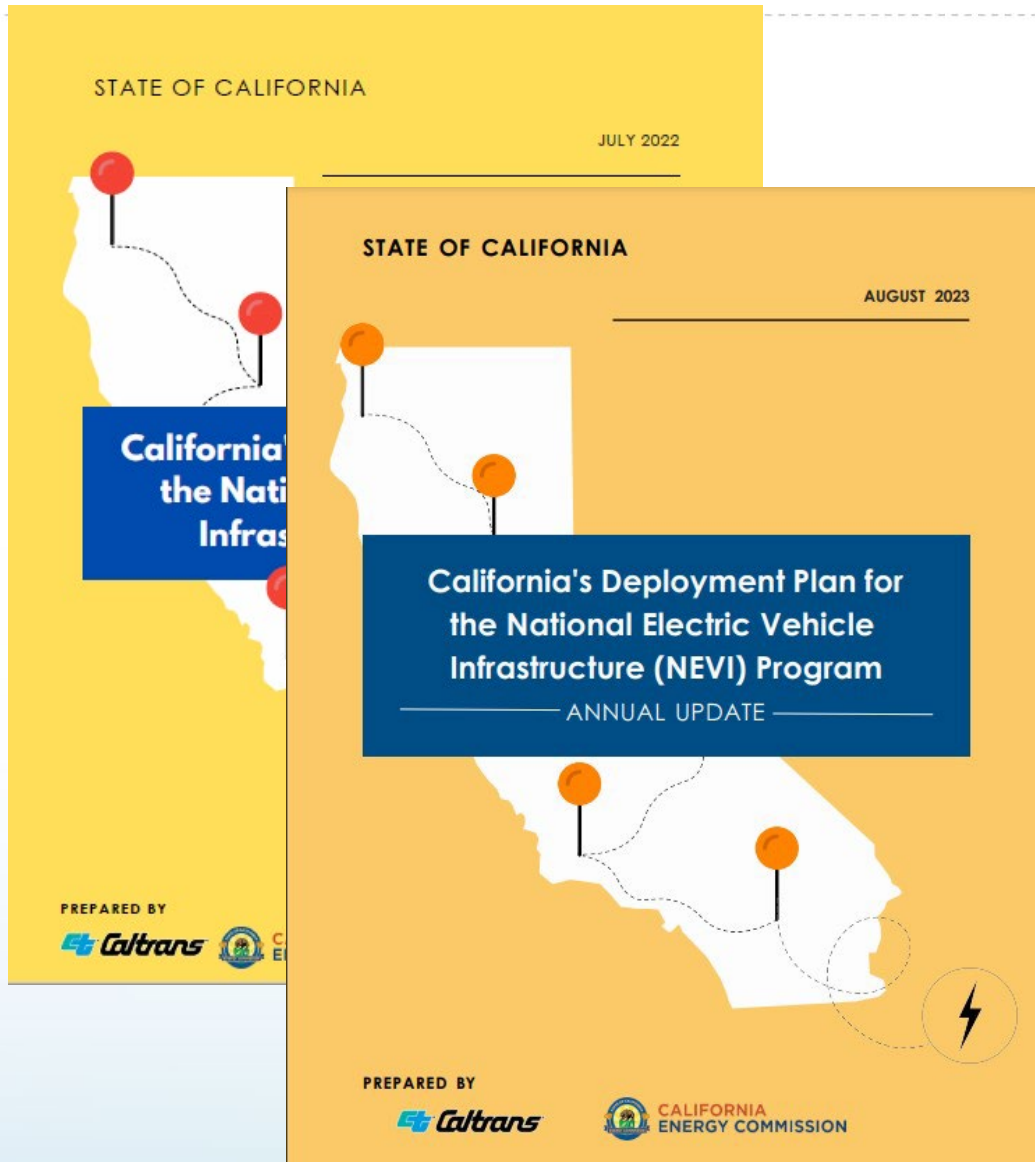 STATE OF CALIFORNIA
JULY 2022
California'
the Nati
Infras
PREPARED BY
Caltrans
STATE OF CALIFORNIA
AUGUST 2023
California's Deployment Plan for
the National Electric Vehicle
Infrastructure (NEVI) Program
ANNUAL UPDATE
PREPARED BY
Caltrans
CALIFORNIA
ENERGY COMMISSION